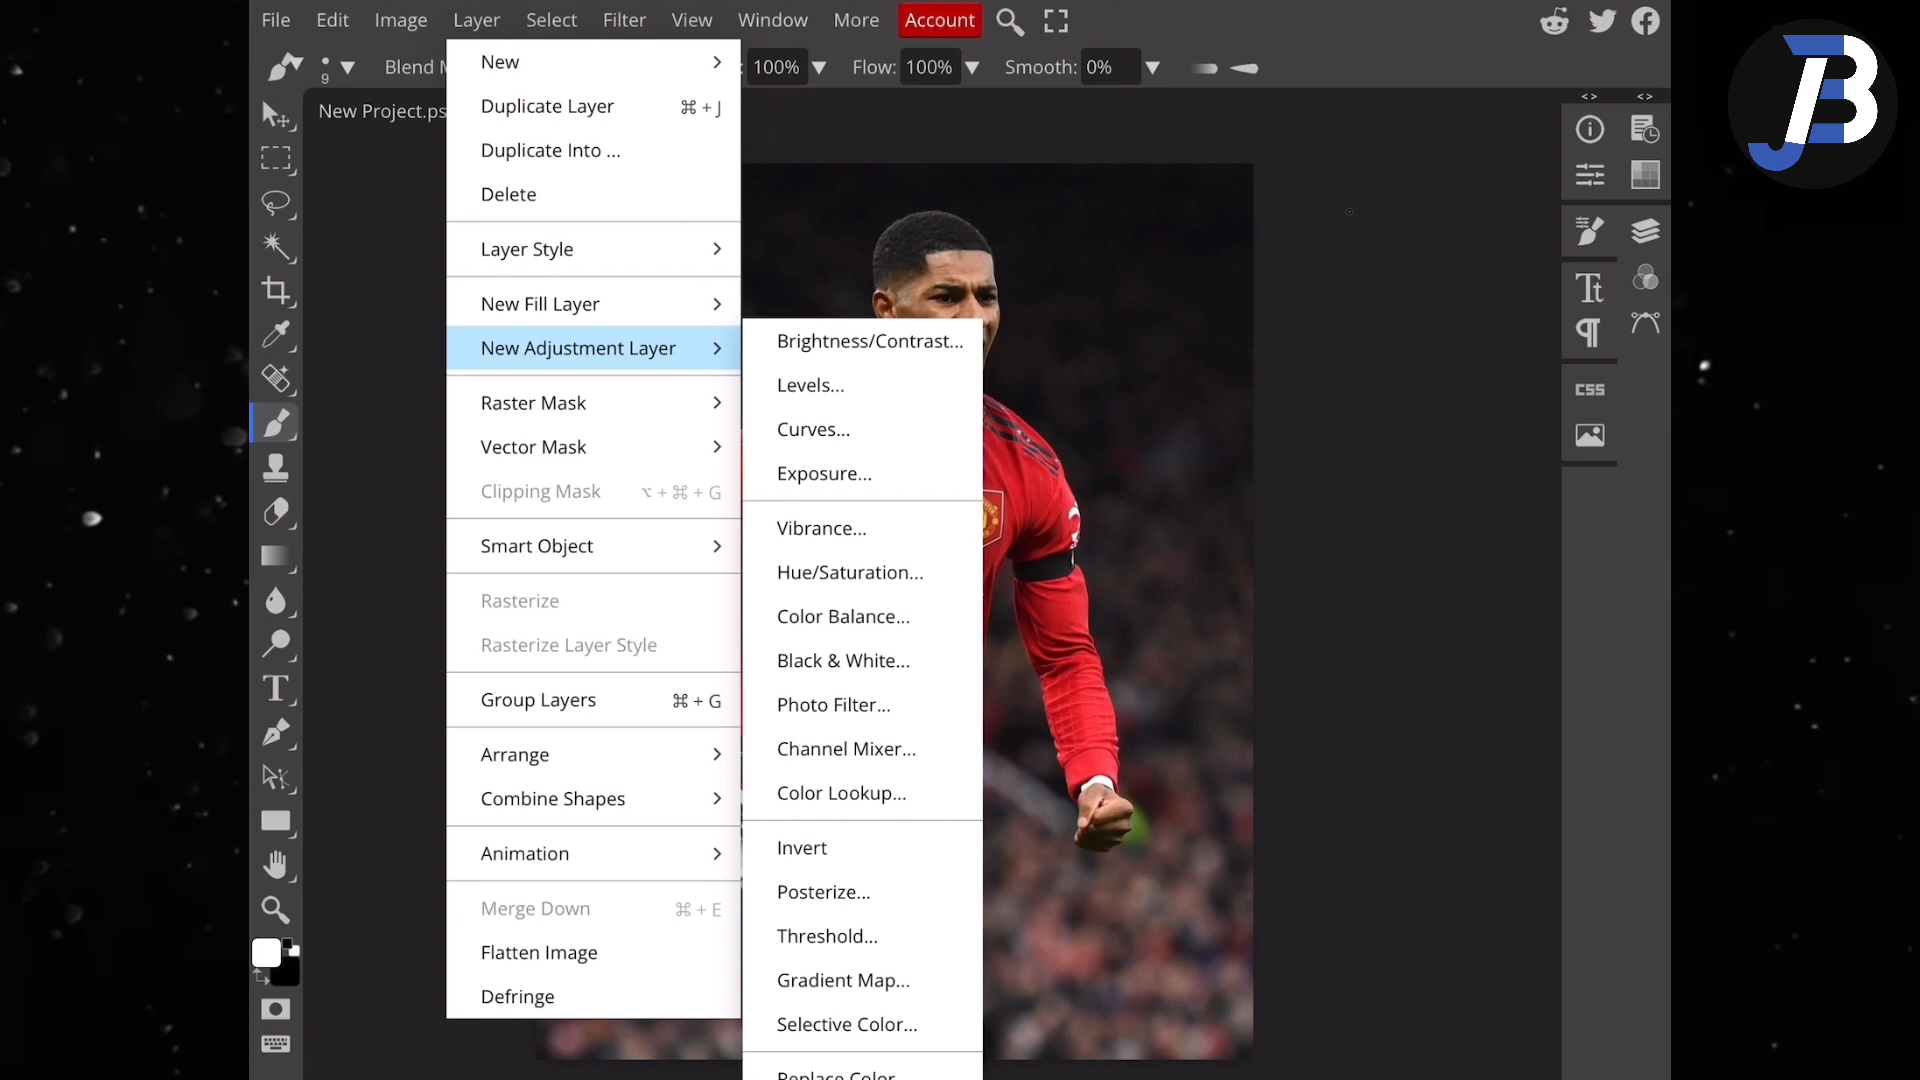 File Edit Image Layer Select Filter View Window More Account
9 Blend M : 100% Flow: 100% Smooth: 0%
New Project.ps
New
Duplicate Layer ⌘ + J
Duplicate Into ...
Delete
Layer Style
New Fill Layer
New Adjustment Layer
Raster Mask
Vector Mask
Clipping Mask ⌥ + ⌘ + G
Smart Object
Rasterize
Rasterize Layer Style
Group Layers ⌘ + G
Arrange
Combine Shapes
Animation
Merge Down ⌘ + E
Flatten Image
Defringe
Brightness/Contrast...
Levels...
Curves...
Exposure...
Vibrance...
Hue/Saturation...
Color Balance...
Black & White...
Photo Filter...
Channel Mixer...
Color Lookup...
Invert
Posterize...
Threshold...
Gradient Map...
Selective Color...
Replace Color
< > < >
CSS
JB